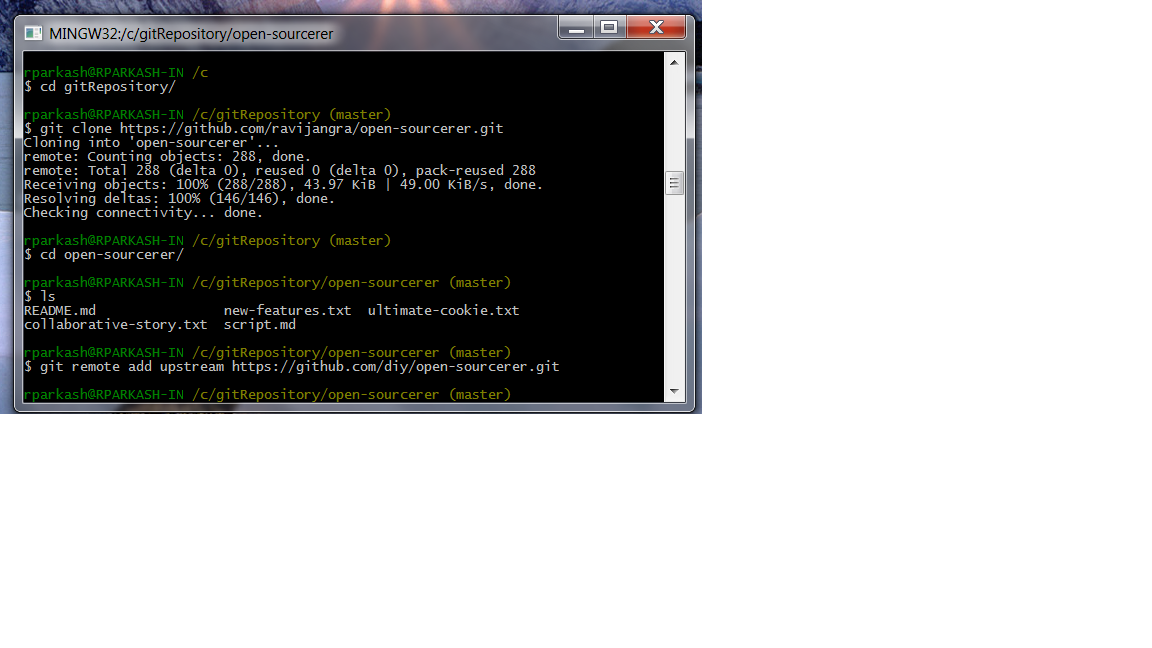 MINGW32:/c/gitRepository/open-sourcerer
rparkash@RPARKASH-IN /c
$ cd gitRepository/
rparkash@RPARKASH-IN /c/gitRepository (master)
$ git clone https://github.com/ravijangra/open-sourcerer.git
Cloning into 'open-sourcerer'...
remote: Counting objects: 288, done.
remote: Total 288 (delta 0), reused 0 (delta 0), pack-reused 288
Receiving objects: 100% (288/288), 43.97 KiB | 49.00 KiB/s, done.
Resolving deltas: 100% (146/146), done.
Checking connectivity... done.
rparkash@RPARKASH-IN /c/gitRepository (master)
$ cd open-sourcerer/
rparkash@RPARKASH-IN /c/gitRepository/open-sourcerer (master)
$ ls
README.md                new-features.txt  ultimate-cookie.txt
collaborative-story.txt  script.md
rparkash@RPARKASH-IN /c/gitRepository/open-sourcerer (master)
$ git remote add upstream https://github.com/diy/open-sourcerer.git
rparkash@RPARKASH-IN /c/gitRepository/open-sourcerer (master)